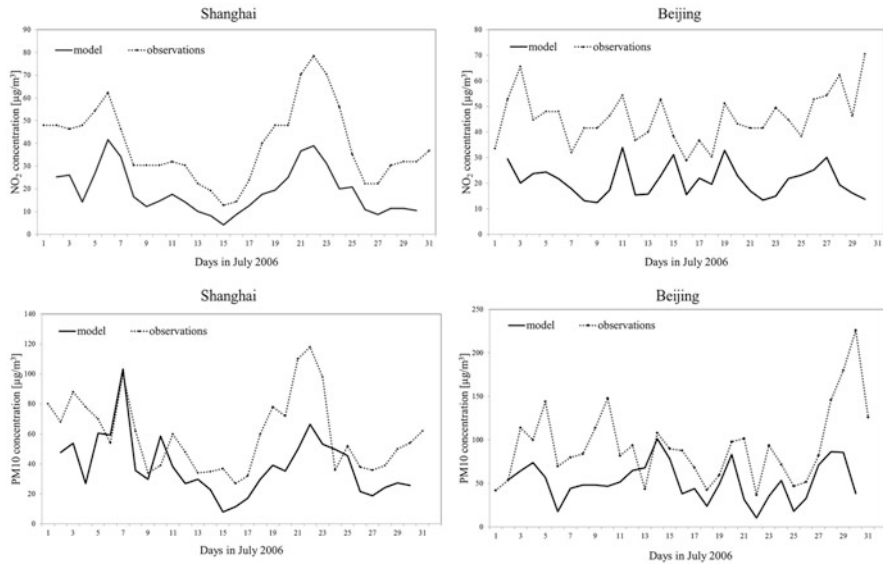 Shanghai
model observations
NO₂ concentration [µg/m³]
90
80
70
60
50
40
30
20
10
0
1 3 5 7 9 11 13 15 17 19 21 23 25 27 29 31
Days in July 2006
Beijing
model observations
NO₂ concentration [µg/m³]
80
70
60
50
40
30
20
10
0
1 3 5 7 9 11 13 15 17 19 21 23 25 27 29 31
Days in July 2006
Shanghai
model observations
PM10 concentration [µg/m³]
140
120
100
80
60
40
20
0
1 3 5 7 9 11 13 15 17 19 21 23 25 27 29 31
Days in July 2006
Beijing
model observations
PM10 concentration [µg/m³]
250
200
150
100
50
0
1 3 5 7 9 11 13 15 17 19 21 23 25 27 29 31
Days in July 2006